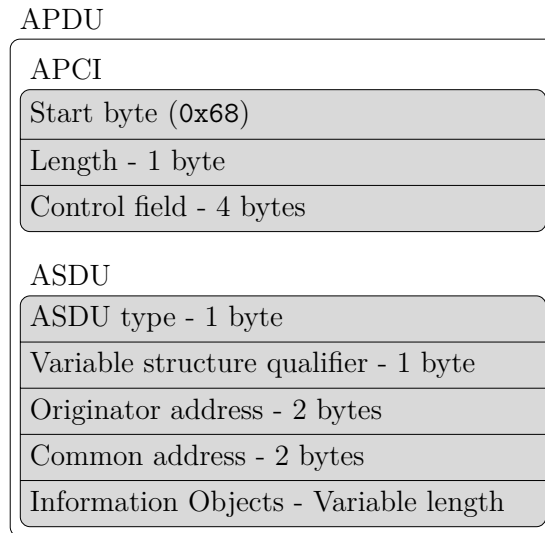 APDU
APCI
Start byte (0x68)
Length - 1 byte
Control field - 4 bytes
ASDU
ASDU type - 1 byte
Variable structure qualifier - 1 byte
Originator address - 2 bytes
Common address - 2 bytes
Information Objects - Variable length